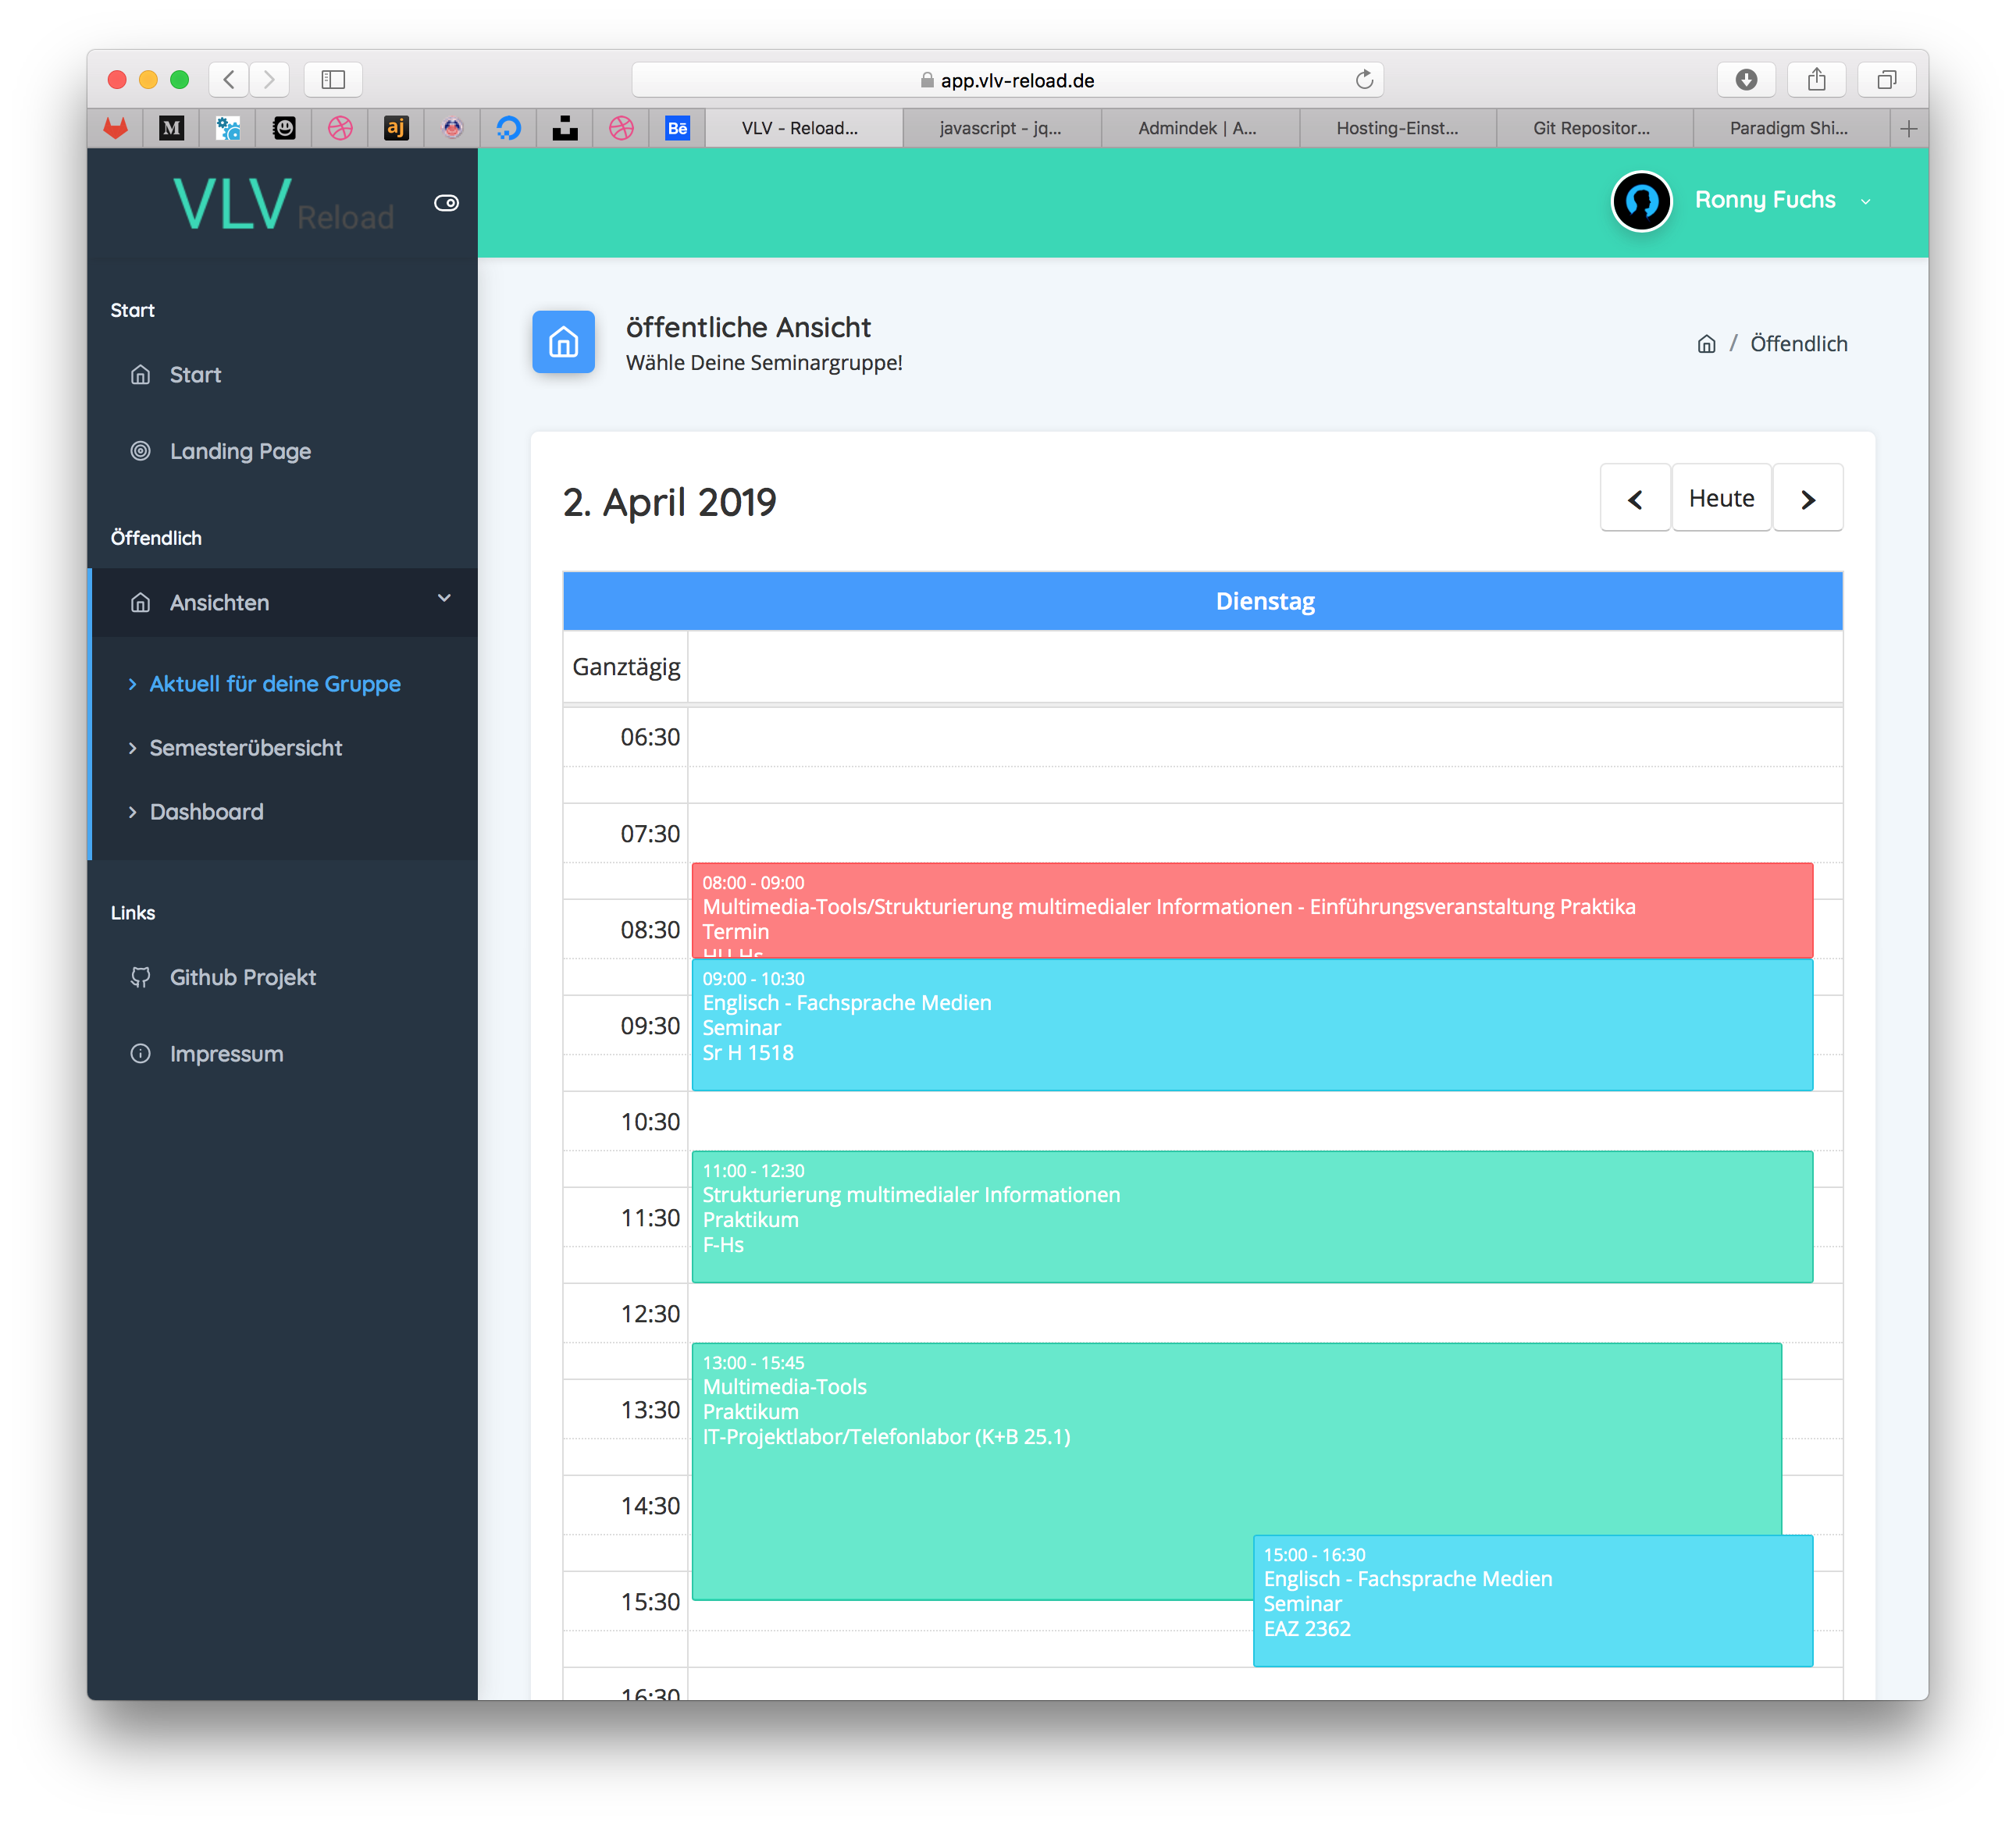 app.vlv-reload.de
M
aj
Bē
VLV - Reload...
javascript - jq...
Admindek | A...
Hosting-Einst...
Git Repositor...
Paradigm Shi...
VLV Reload
Ronny Fuchs
Start
Start
Landing Page
Öffendlich
Ansichten
Aktuell für deine Gruppe
Semesterübersicht
Dashboard
Links
Github Projekt
Impressum
öffentliche Ansicht
Wähle Deine Seminargruppe!
/ Öffendlich
2. April 2019
Heute
Dienstag
Ganztägig
06:30
07:30
08:00 - 09:00
Multimedia-Tools/Strukturierung multimedialer Informationen - Einführungsveranstaltung Praktika
Termin
08:30
HU-Hs
09:00 - 10:30
Englisch - Fachsprache Medien
Seminar
09:30
Sr H 1518
10:30
11:00 - 12:30
Strukturierung multimedialer Informationen
Praktikum
11:30
F-Hs
12:30
13:00 - 15:45
Multimedia-Tools
Praktikum
13:30
IT-Projektlabor/Telefonlabor (K+B 25.1)
14:30
15:00 - 16:30
Englisch - Fachsprache Medien
Seminar
15:30
EAZ 2362
16:30